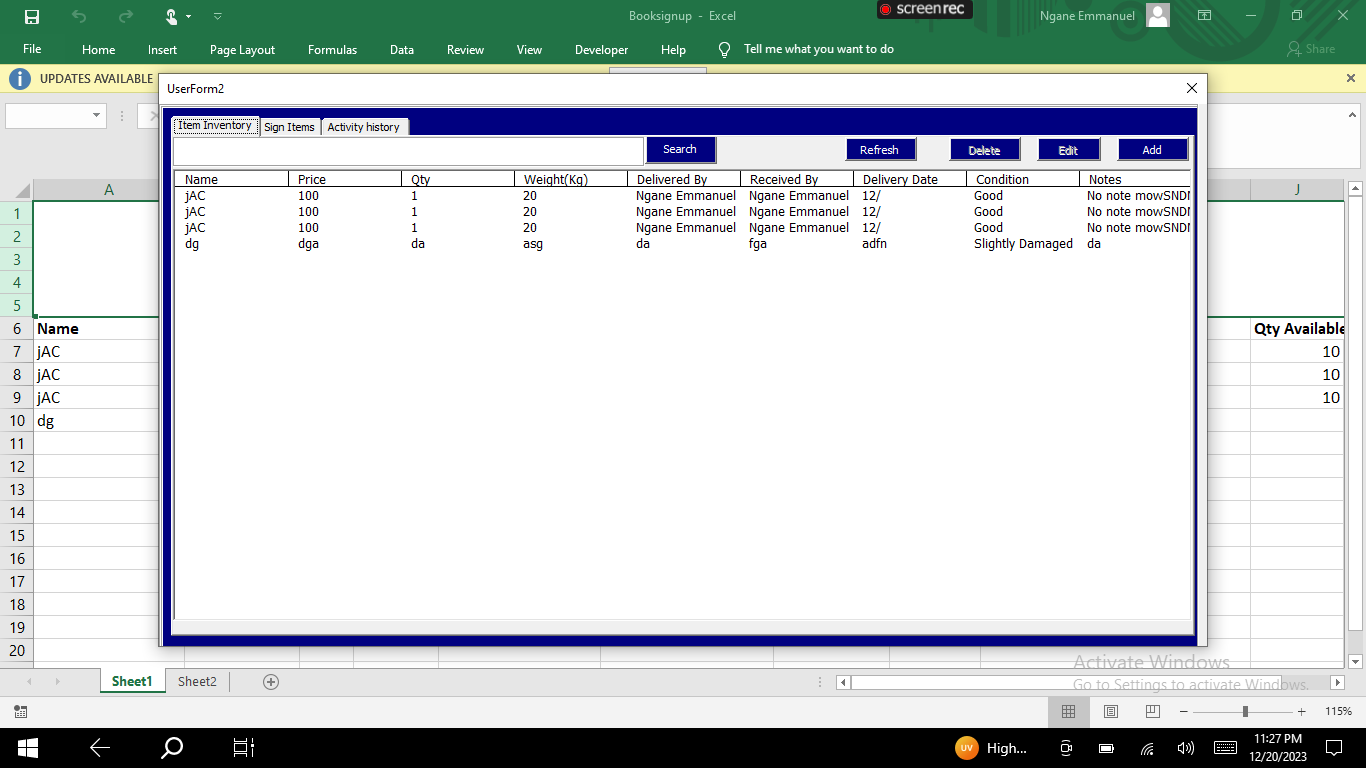 Booksignup - Excel
screenrec
Ngane Emmanuel
File Home Insert Page Layout Formulas Data Review View Developer Help Tell me what you want to do Share
UPDATES AVAILABLE
UserForm2
Item Inventory Sign Items Activity history
Search Refresh Delete Edit Add
Name Price Qty Weight(Kg) Delivered By Received By Delivery Date Condition Notes
jAC 100 1 20 Ngane Emmanuel Ngane Emmanuel 12/ Good No note mowSNDN
jAC 100 1 20 Ngane Emmanuel Ngane Emmanuel 12/ Good No note mowSNDN
jAC 100 1 20 Ngane Emmanuel Ngane Emmanuel 12/ Good No note mowSNDN
dg dga da asg da fga adfn Slightly Damaged da
A J
1
2
3
4
5
6 Name Qty Available
7 jAC 10
8 jAC 10
9 jAC 10
10 dg
11
12
13
14
15
16
17
18
19
20
Activate Windows
Go to Settings to activate Windows.
Sheet1 Sheet2
115%
UV High... 11:27 PM
12/20/2023